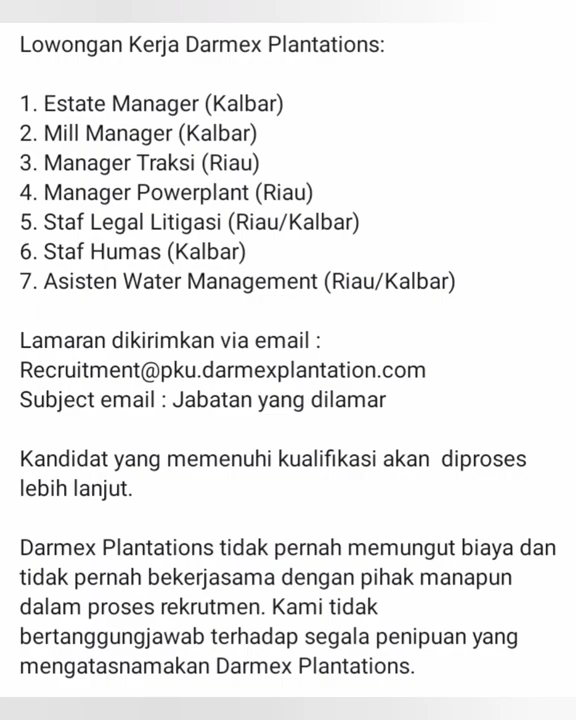 Lowongan Kerja Darmex Plantations:
1. Estate Manager (Kalbar)
2. Mill Manager (Kalbar)
3. Manager Traksi (Riau)
4. Manager Powerplant (Riau)
5. Staf Legal Litigasi (Riau/Kalbar)
6. Staf Humas (Kalbar)
7. Asisten Water Management (Riau/Kalbar)
Lamaran dikirimkan via email :
Recruitment@pku.darmexplantation.com
Subject email : Jabatan yang dilamar
Kandidat yang memenuhi kualifikasi akan  diproses
lebih lanjut.
Darmex Plantations tidak pernah memungut biaya dan
tidak pernah bekerjasama dengan pihak manapun
dalam proses rekrutmen. Kami tidak
bertanggungjawab terhadap segala penipuan yang
mengatasnamakan Darmex Plantations.